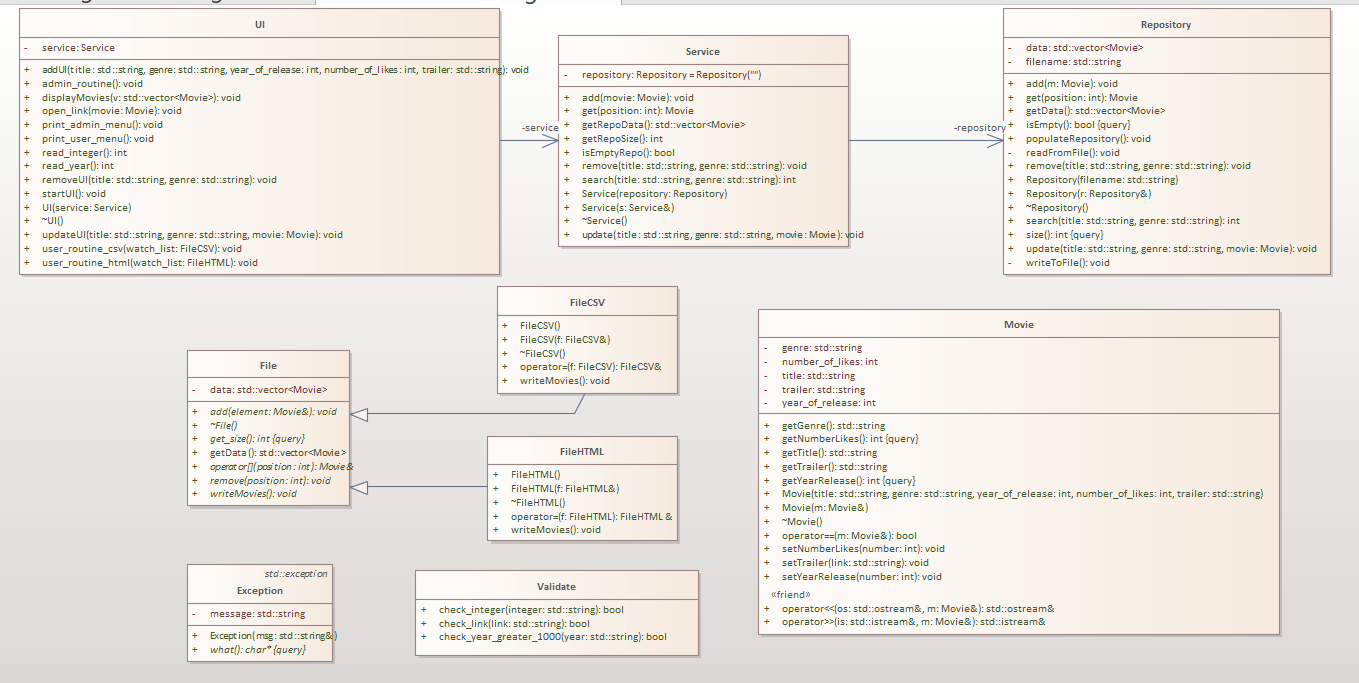 UI
- service: Service
+ addUI(title: std::string, genre: std::string, year_of_release: int, number_of_likes: int, trailer: std::string): void
+ admin_routine(): void
+ displayMovies(v: std::vector<Movie>): void
+ open_link(movie: Movie): void
+ print_admin_menu(): void
+ print_user_menu(): void
+ read_integer(): int
+ read_year(): int
+ removeUI(title: std::string, genre: std::string): void
+ startUI(): void
+ UI(service: Service)
+ ~UI()
+ updateUI(title: std::string, genre: std::string, movie: Movie): void
+ user_routine_csv(watch_list: FileCSV): void
+ user_routine_html(watch_list: FileHTML): void
-service
Service
- repository: Repository = Repository("")
+ add(movie: Movie): void
+ get(position: int): Movie
+ getRepoData(): std::vector<Movie>
+ getRepoSize(): int
+ isEmptyRepo(): bool
+ remove(title: std::string, genre: std::string): void
+ search(title: std::string, genre: std::string): int
+ Service(repository: Repository)
+ Service(s: Service&)
+ ~Service()
+ update(title: std::string, genre: std::string, movie: Movie): void
-repository
Repository
- data: std::vector<Movie>
- filename: std::string
+ add(m: Movie): void
+ get(position: int): Movie
+ getData(): std::vector<Movie>
+ isEmpty(): bool {query}
+ populateRepository(): void
- readFromFile(): void
+ remove(title: std::string, genre: std::string): void
+ Repository(filename: std::string)
+ Repository(r: Repository&)
+ ~Repository()
+ search(title: std::string, genre: std::string): int
+ size(): int {query}
+ update(title: std::string, genre: std::string, movie: Movie): void
- writeToFile(): void
FileCSV
+ FileCSV()
+ FileCSV(f: FileCSV&)
+ ~FileCSV()
+ operator=(f: FileCSV): FileCSV&
+ writeMovies(): void
File
- data: std::vector<Movie>
+ add(element: Movie&): void
+ ~File()
+ get_size(): int {query}
+ getData(): std::vector<Movie>
+ operator[](position: int): Movie&
+ remove(position: int): void
+ writeMovies(): void
FileHTML
+ FileHTML()
+ FileHTML(f: FileHTML&)
+ ~FileHTML()
+ operator=(f: FileHTML): FileHTML &
+ writeMovies(): void
Movie
- genre: std::string
- number_of_likes: int
- title: std::string
- trailer: std::string
- year_of_release: int
+ getGenre(): std::string
+ getNumberLikes(): int {query}
+ getTitle(): std::string
+ getTrailer(): std::string
+ getYearRelease(): int {query}
+ Movie(title: std::string, genre: std::string, year_of_release: int, number_of_likes: int, trailer: std::string)
+ Movie(m: Movie&)
+ ~Movie()
+ operator==(m: Movie&): bool
+ setNumberLikes(number: int): void
+ setTrailer(link: std::string): void
+ setYearRelease(number: int): void
«friend»
+ operator<<(os: std::ostream&, m: Movie&): std::ostream&
+ operator>>(is: std::istream&, m: Movie&): std::istream&
std::exception
Exception
- message: std::string
+ Exception(msg: std::string&)
+ what(): char* {query}
Validate
+ check_integer(integer: std::string): bool
+ check_link(link: std::string): bool
+ check_year_greater_1000(year: std::string): bool